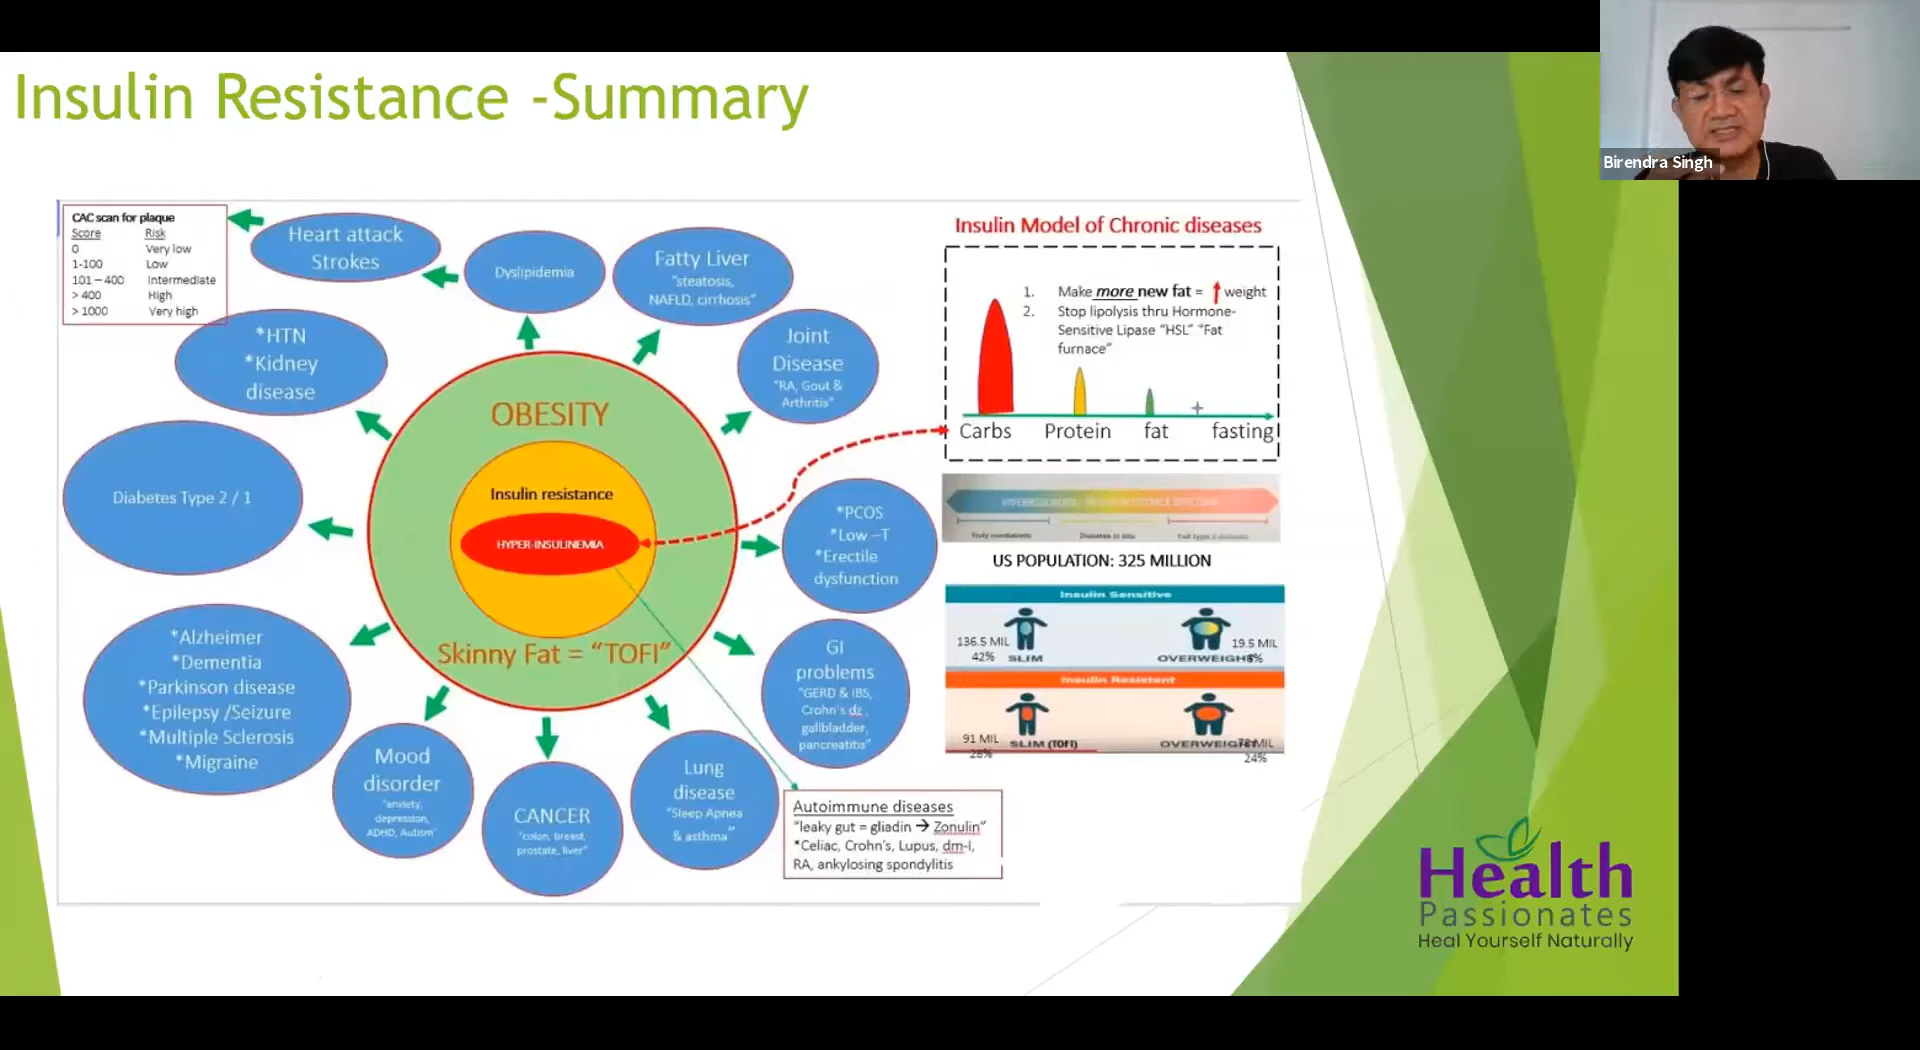 Insulin Resistance -Summary
Birendra Singh
CAC scan for plaque
Score Risk
0 Very low
1-100 Low
101 – 400 Intermediate
> 400 High
> 1000 Very high
Heart attack
Strokes
Dyslipidemia
Fatty Liver
"steatosis,
NAFLD, cirrhosis"
*HTN
*Kidney
disease
Joint
Disease
"RA, Gout &
Arthritis"
Diabetes Type 2 / 1
OBESITY
Insulin resistance
HYPER-INSULINEMIA
Skinny Fat = "TOFI"
*PCOS
*Low –T
*Erectile
dysfunction
*Alzheimer
*Dementia
*Parkinson disease
*Epilepsy /Seizure
*Multiple Sclerosis
*Migraine
GI
problems
"GERD & IBS,
Crohn's dz,
gallbladder,
pancreatitis"
Mood
disorder
"anxiety,
depression,
ADHD, Autism"
CANCER
"colon, breast,
prostate, liver"
Lung
disease
"Sleep Apnea
& asthma"
Autoimmune diseases
"leaky gut = gliadin → Zonulin"
*Celiac, Crohn's, Lupus, dm-I,
RA, ankylosing spondylitis
Insulin Model of Chronic diseases
1. Make more new fat = weight
2. Stop lipolysis thru Hormone-
Sensitive Lipase "HSL" "Fat
furnace"
Carbs Protein fat fasting
Diabetes in situ
US POPULATION: 325 MILLION
Insulin Sensitive
136.5 MIL
42% SLIM
19.5 MIL
OVERWEIGHT
Insulin Resistant
91 MIL
SLIM (TOFI)
OVERWEIGHT MIL
24%
Health
Passionates
Heal Yourself Naturally